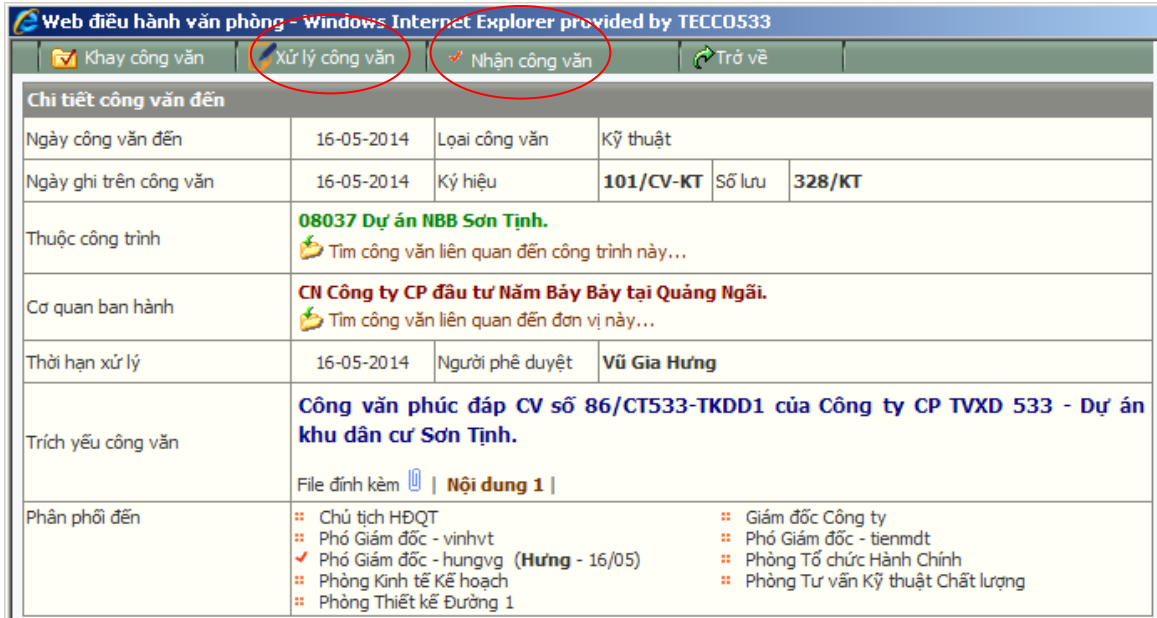 Web điều hành văn phòng - Windows Internet Explorer provided by TECCO533
Khay công văn Xử lý công văn Nhận công văn Trở về
Chi tiết công văn đến
Ngày công văn đến 16-05-2014 Loại công văn Kỹ thuật
Ngày ghi trên công văn 16-05-2014 Ký hiệu 101/CV-KT Số lưu 328/KT
Thuộc công trình
08037 Dự án NBB Sơn Tịnh.
Tìm công văn liên quan đến công trình này...
Cơ quan ban hành
CN Công ty CP đầu tư Năm Bảy Bảy tại Quảng Ngãi.
Tìm công văn liên quan đến đơn vị này...
Thời hạn xử lý 16-05-2014 Người phê duyệt Vũ Gia Hưng
Trích yếu công văn
Công văn phúc đáp CV số 86/CT533-TKDD1 của Công ty CP TVXD 533 - Dự án
khu dân cư Sơn Tịnh.
File đính kèm | Nội dung 1 |
Phân phối đến
Chủ tịch HĐQT Giám đốc Công ty
Phó Giám đốc - vinhvt Phó Giám đốc - tienmdt
Phó Giám đốc - hungvg (Hưng - 16/05) Phòng Tổ chức Hành Chính
Phòng Kinh tế Kế hoạch Phòng Tư vấn Kỹ thuật Chất lượng
Phòng Thiết kế Đường 1